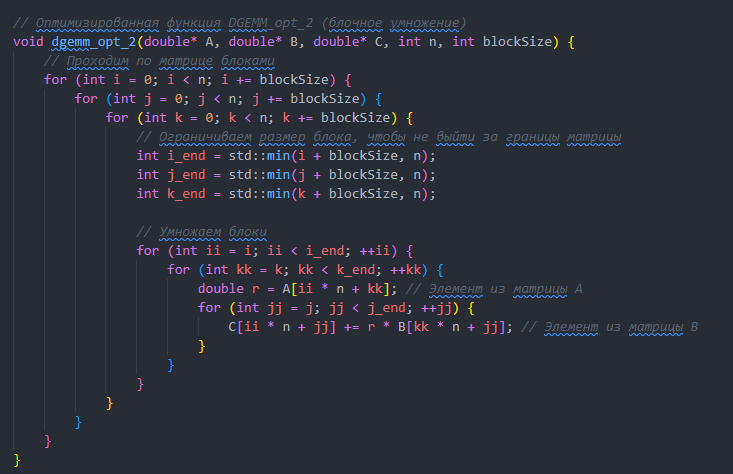 // Оптимизированная функция DGEMM_opt_2 (блочное умножение)
void dgemm_opt_2(double* A, double* B, double* C, int n, int blockSize) {
    // Проходим по матрице блоками
    for (int i = 0; i < n; i += blockSize) {
        for (int j = 0; j < n; j += blockSize) {
            for (int k = 0; k < n; k += blockSize) {
                // Ограничиваем размер блока, чтобы не выйти за границы матрицы
                int i_end = std::min(i + blockSize, n);
                int j_end = std::min(j + blockSize, n);
                int k_end = std::min(k + blockSize, n);

                // Умножаем блоки
                for (int ii = i; ii < i_end; ++ii) {
                    for (int kk = k; kk < k_end; ++kk) {
                        double r = A[ii * n + kk]; // Элемент из матрицы A
                        for (int jj = j; jj < j_end; ++jj) {
                            C[ii * n + jj] += r * B[kk * n + jj]; // Элемент из матрицы B
                        }
                    }
                }
            }
        }
    }
}